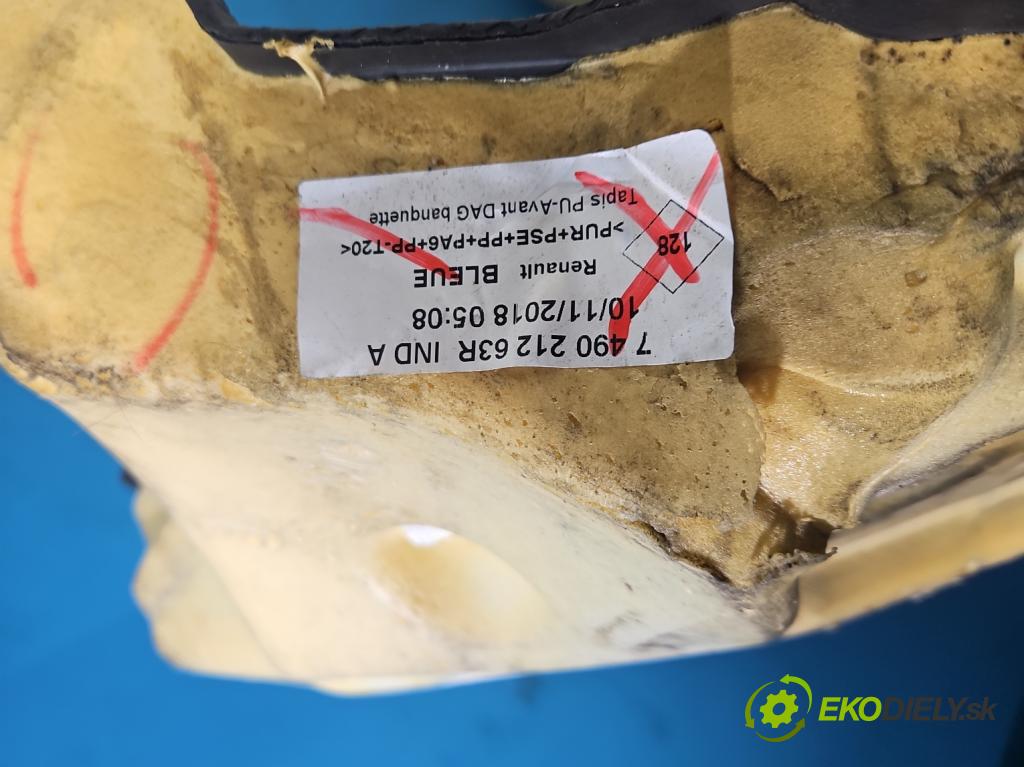 7 490 212 63R IND A
10/11/2018 05:08
Renault BLEUE
>PUR+PSE+PP+PA6+PP-T20<
Tapis PU-Avant DAG banquette
128
EKODIELY.sk